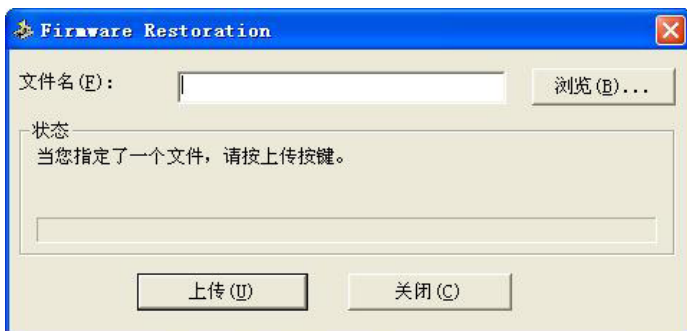 Firmware Restoration
文件名(F):
浏览(B)...
状态
当您指定了一个文件，请按上传按键。
上传(U)
关闭(C)